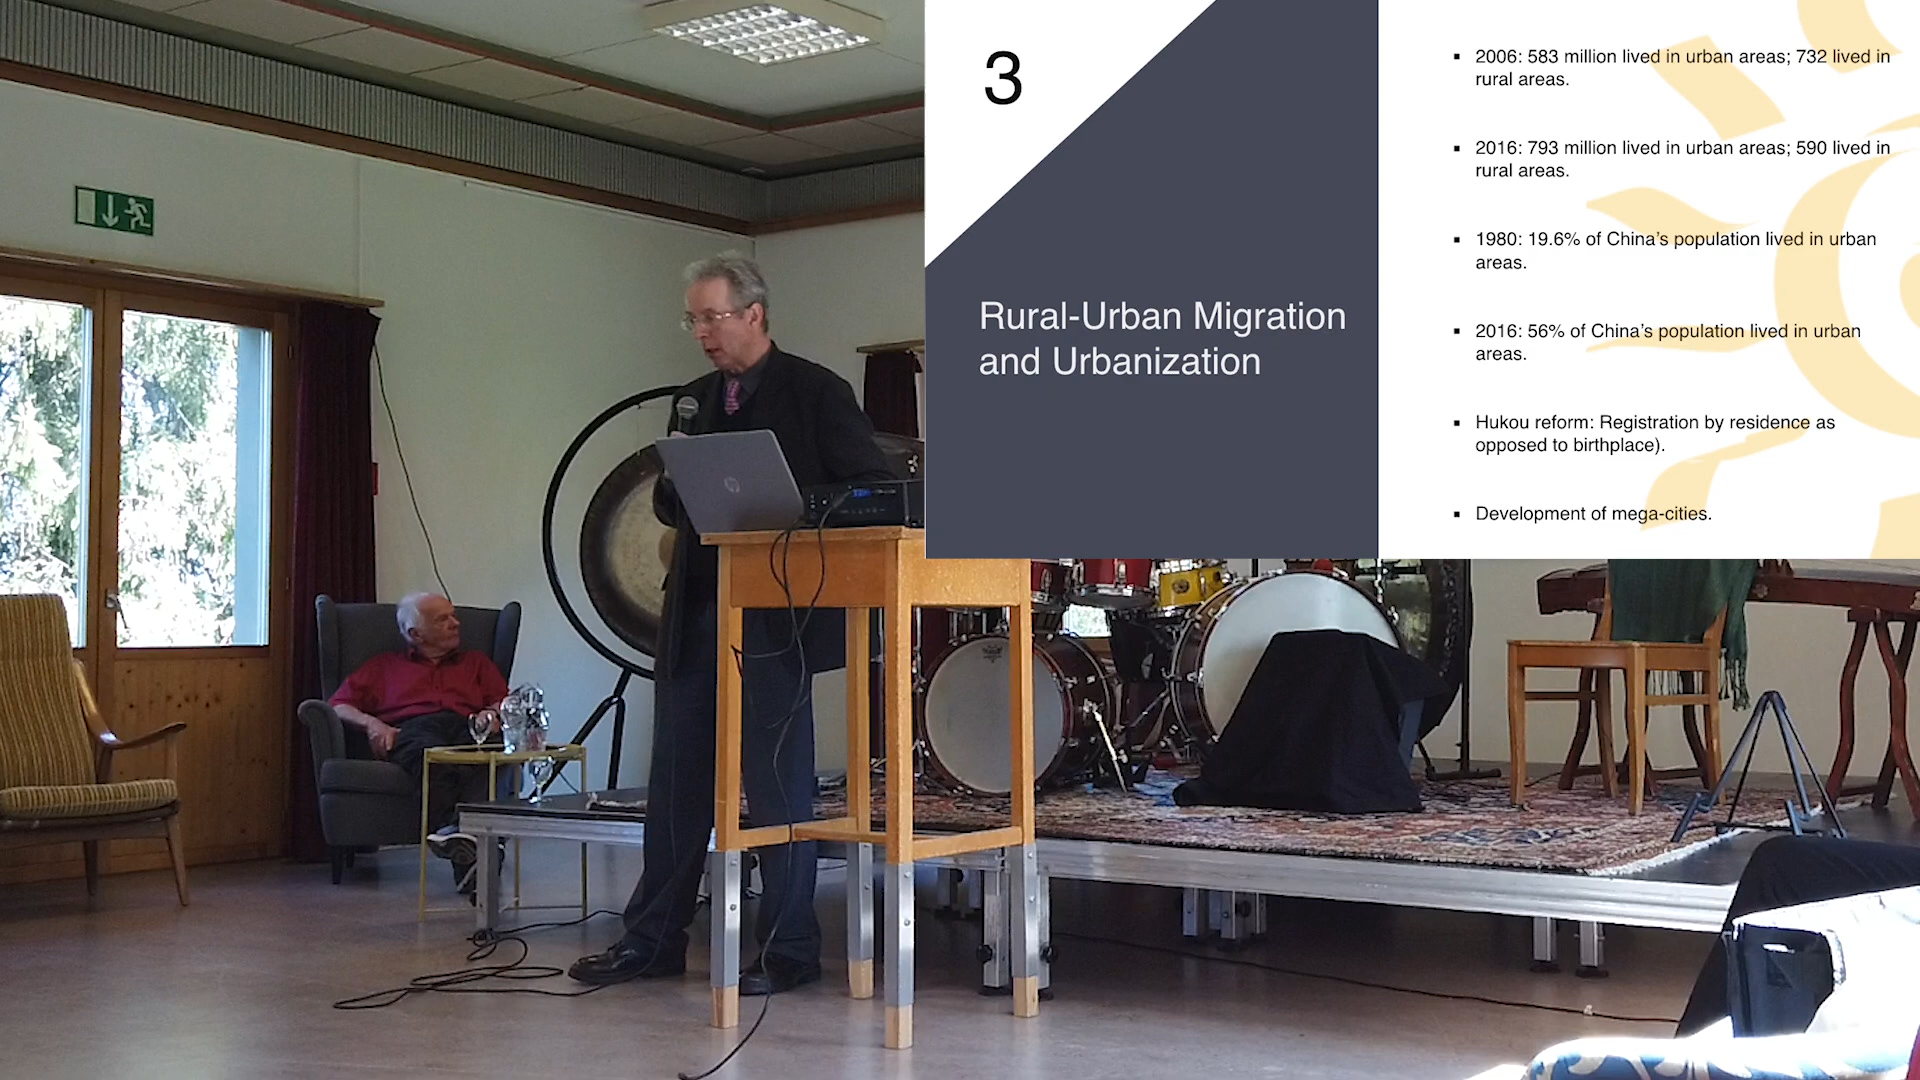 3
Rural-Urban Migration
and Urbanization
▪ 2006: 583 million lived in urban areas; 732 lived in
rural areas.
▪ 2016: 793 million lived in urban areas; 590 lived in
rural areas.
▪ 1980: 19.6% of China's population lived in urban
areas.
▪ 2016: 56% of China's population lived in urban
areas.
▪ Hukou reform: Registration by residence as
opposed to birthplace).
▪ Development of mega-cities.
hp